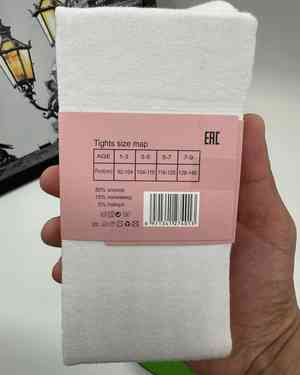 EAC
Tights size map
AGE 1-3 3-5 5-7 7-9
Рост(см) 92-104 104-116 116-128 128-140
80% хлопок
15% полиамид
5% лайкра